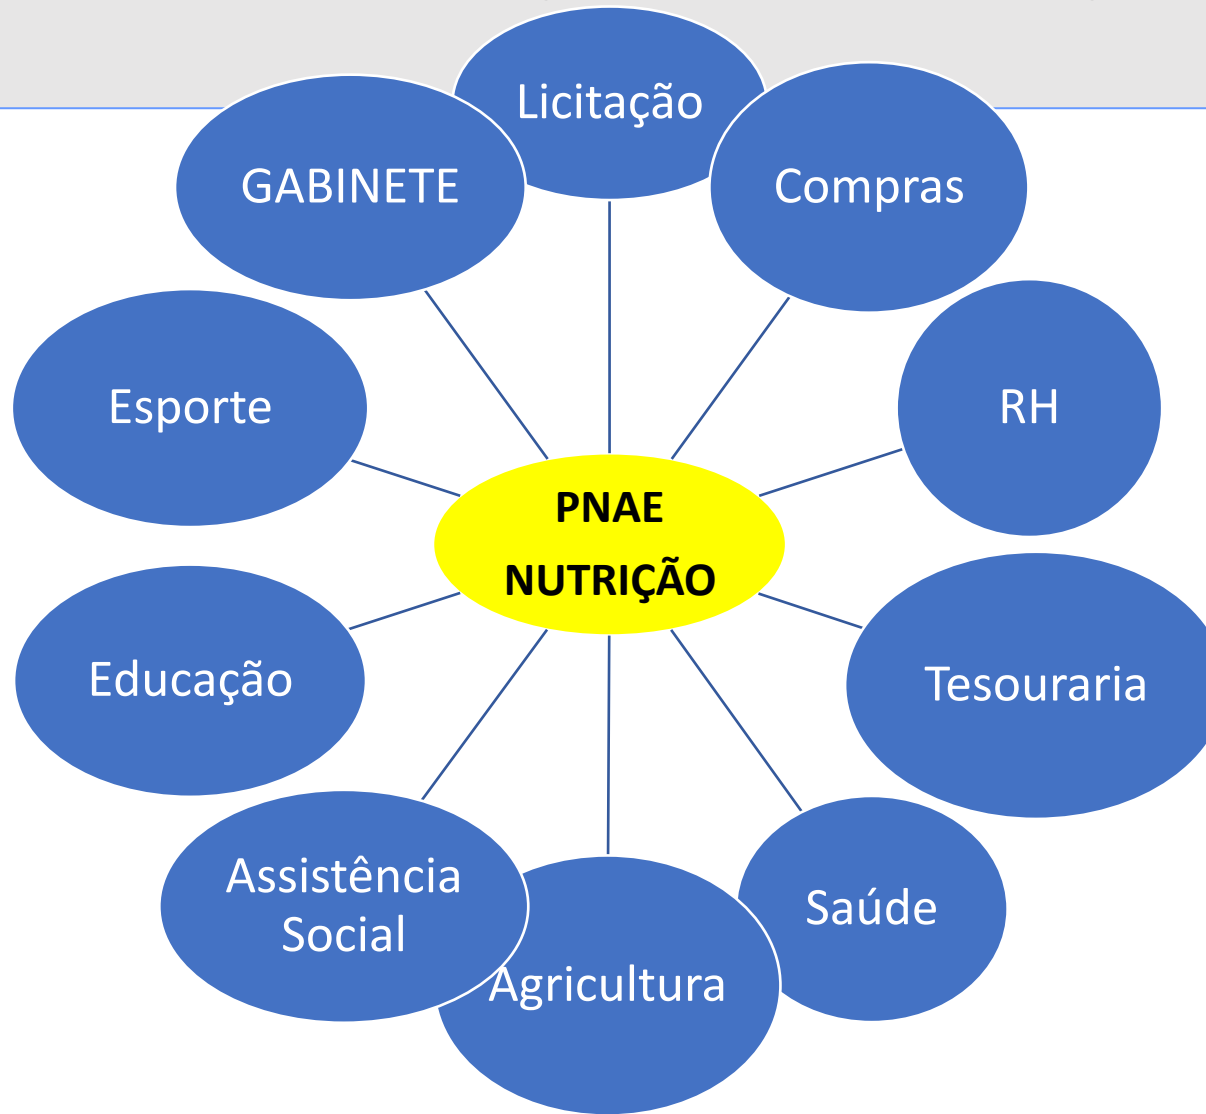 Licitação
GABINETE
Compras
Esporte
RH
PNAE
NUTRIÇÃO
Educação
Tesouraria
Assistência
Social
Saúde
Agricultura